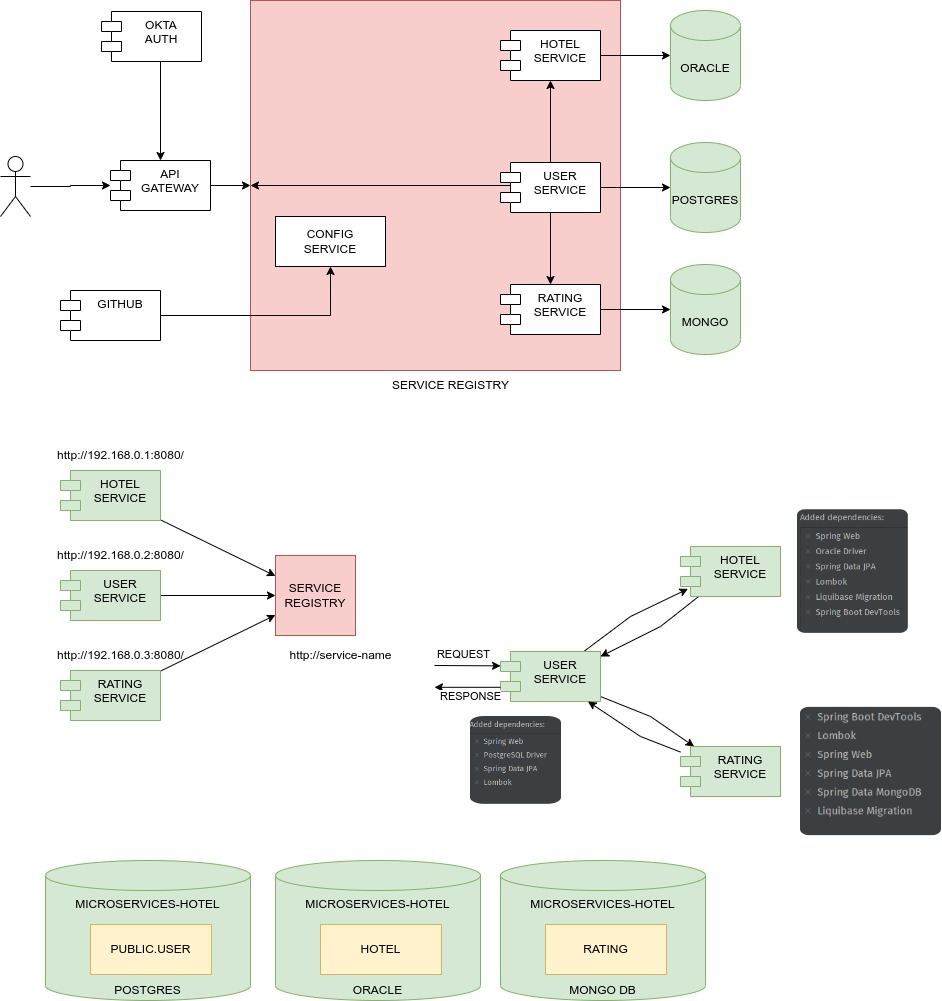 OKTA
AUTH
HOTEL
SERVICE
ORACLE
API
GATEWAY
USER
SERVICE
POSTGRES
CONFIG
SERVICE
GITHUB
RATING
SERVICE
MONGO
SERVICE REGISTRY
http://192.168.0.1:8080/
HOTEL
SERVICE
http://192.168.0.2:8080/
USER
SERVICE
http://192.168.0.3:8080/
RATING
SERVICE
SERVICE
REGISTRY
http://service-name
REQUEST
RESPONSE
USER
SERVICE
Added dependencies:
× Spring Web
× PostgreSQL Driver
× Spring Data JPA
× Lombok
HOTEL
SERVICE
Added dependencies:
× Spring Web
× Oracle Driver
× Spring Data JPA
× Lombok
× Liquibase Migration
× Spring Boot DevTools
RATING
SERVICE
× Spring Boot DevTools
× Lombok
× Spring Web
× Spring Data JPA
× Spring Data MongoDB
× Liquibase Migration
MICROSERVICES-HOTEL
PUBLIC.USER
POSTGRES
MICROSERVICES-HOTEL
HOTEL
ORACLE
MICROSERVICES-HOTEL
RATING
MONGO DB